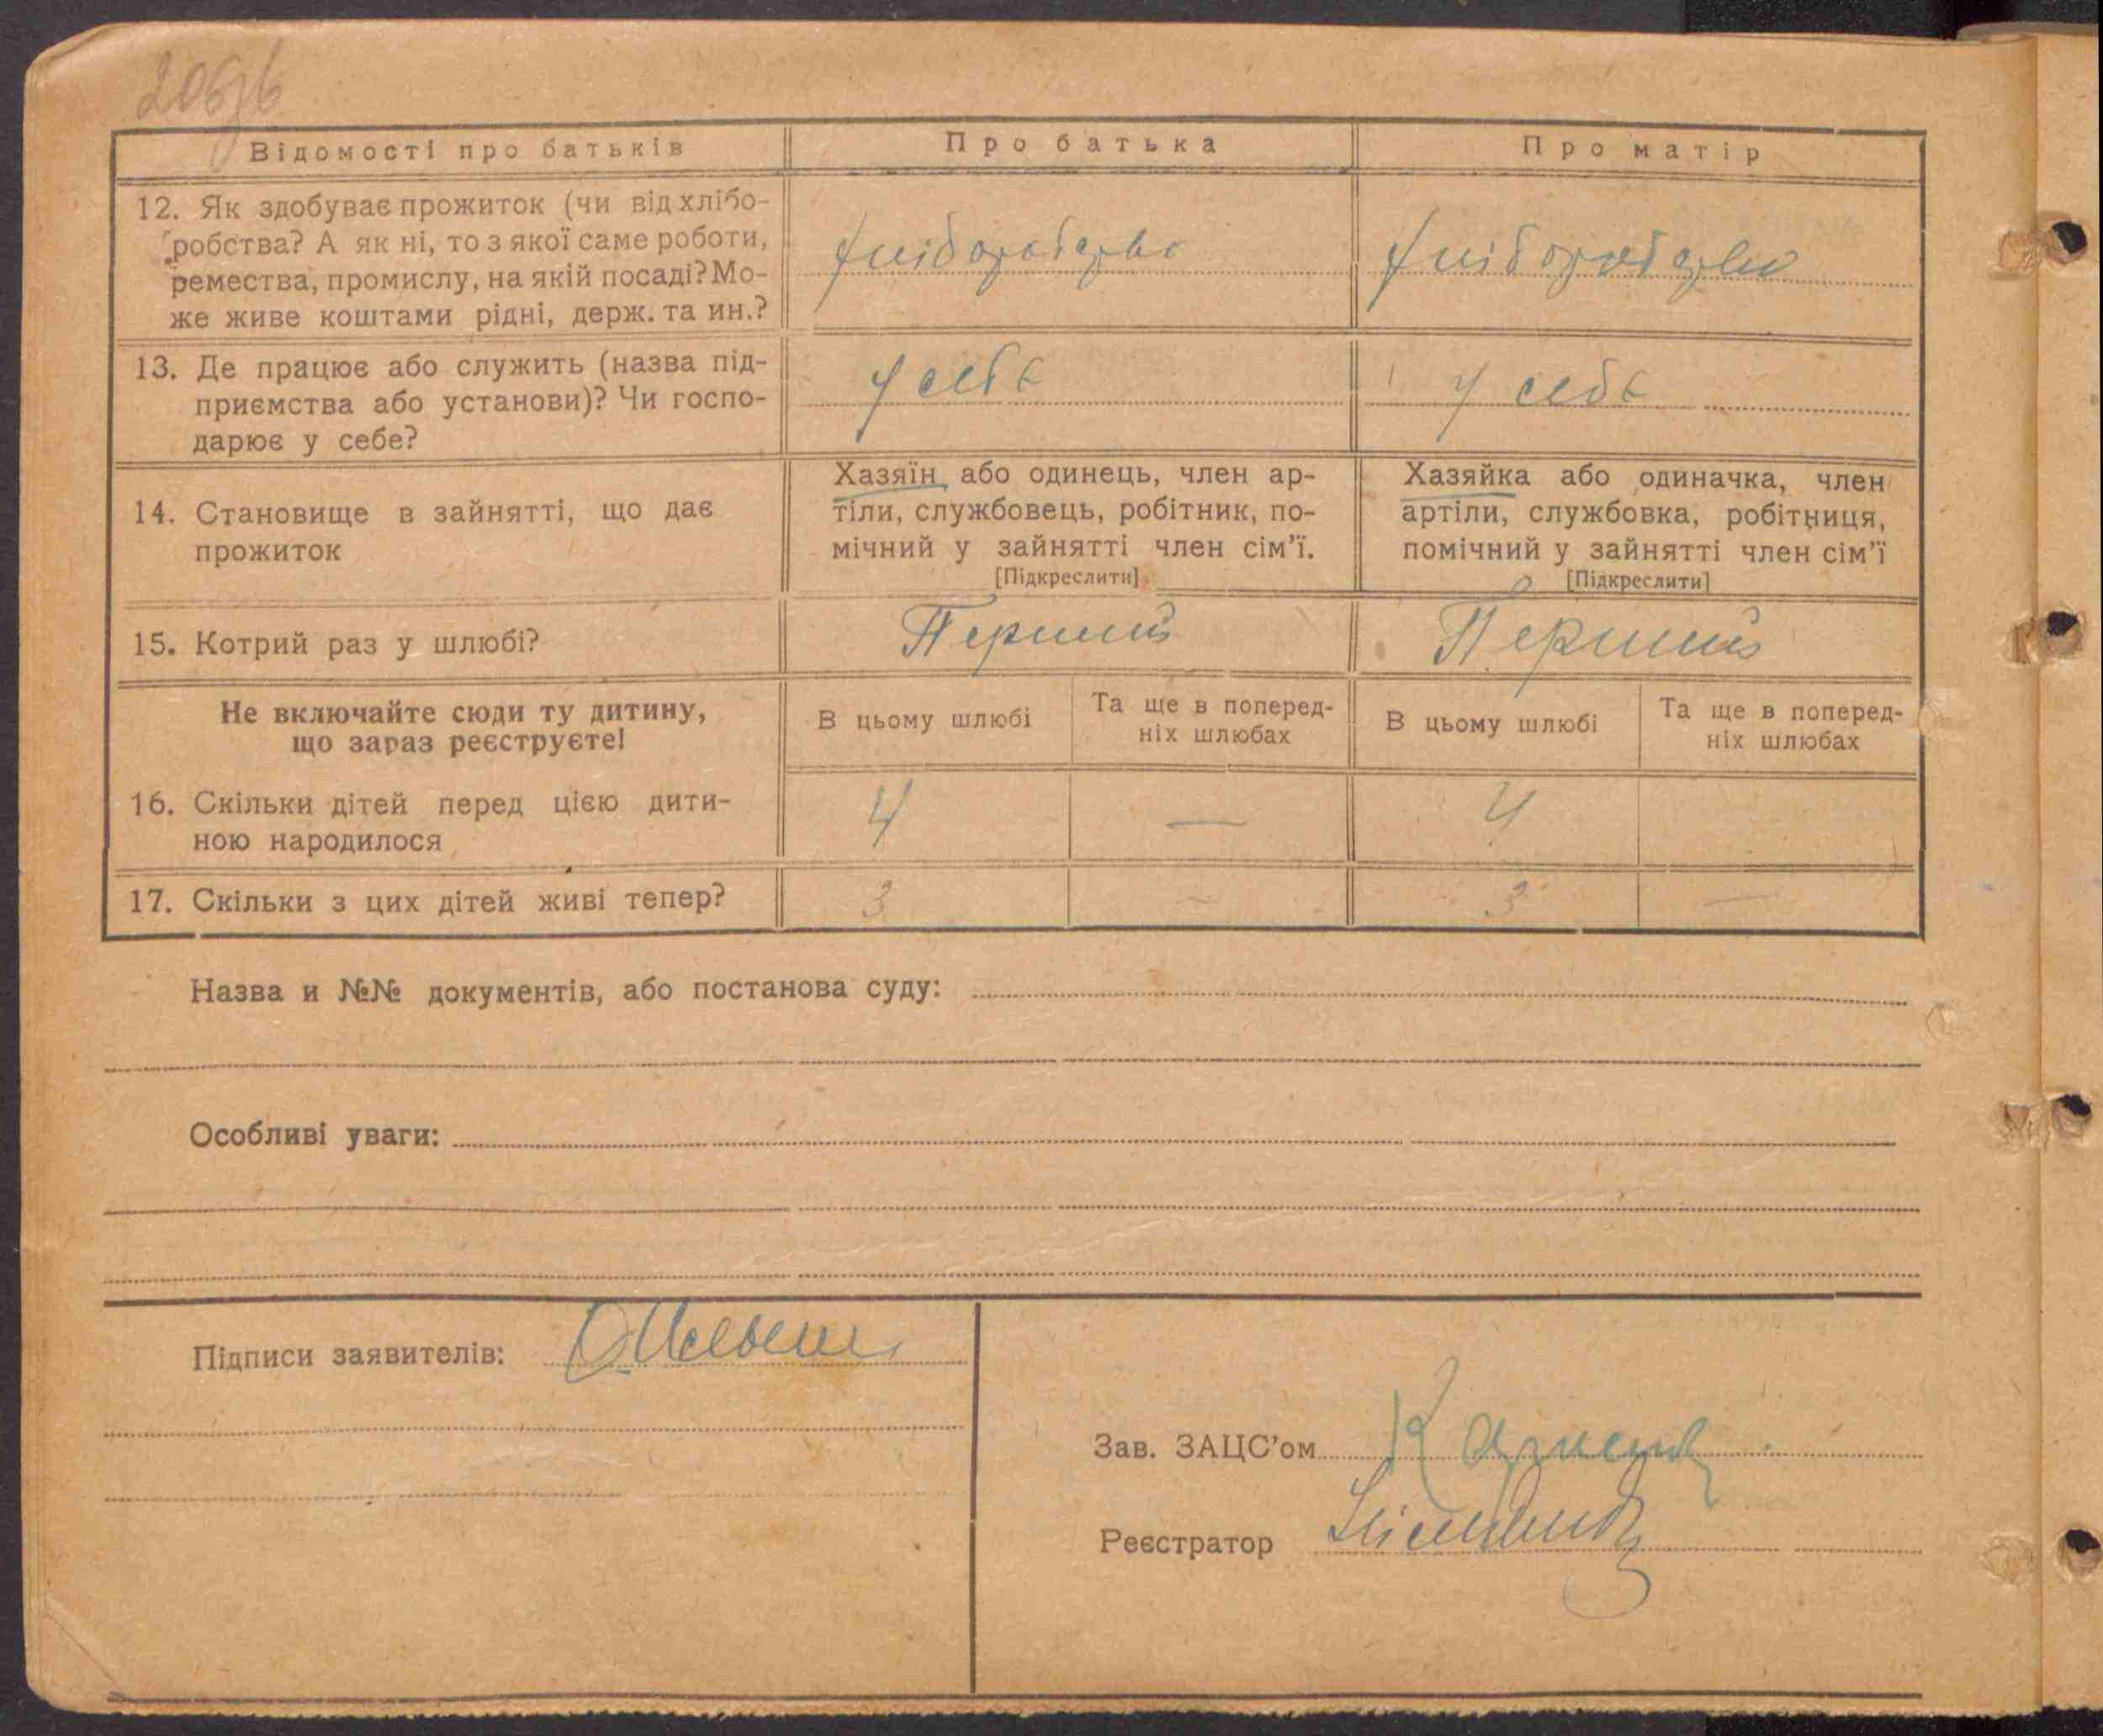 Відомості про батьків
Про батька
Про матір
12. Як здобуває прожиток (чи від хлібо-
робства? А як ні, то з якої саме роботи,
ремества, промислу, на якій посаді? Мо-
же живе коштами рідні, держ. та ин.?
хліборобство
хліборобство
13. Де працює або служить (назва під-
приємства або установи)? Чи госпо-
дарює у себе?
у себе
у себе
14. Становище в зайнятті, що дає
прожиток
Хазяїн або одинець, член ар-
тіли, службовець, робітник, по-
мічний у зайнятті член сім'ї.
[Підкреслити]
Хазяйка або одиначка, член
артіли, службовка, робітниця,
помічний у зайнятті член сім'ї
[Підкреслити]
15. Котрий раз у шлюбі?
Перший
Перший
Не включайте сюди ту дитину,
що зараз реєструєте!
В цьому шлюбі
Та ще в поперед-
ніх шлюбах
В цьому шлюбі
Та ще в поперед-
ніх шлюбах
16. Скільки дітей перед цією дити-
ною народилося
4
—
4
17. Скільки з цих дітей живі тепер?
3
—
3
—
Назва и №№ документів, або постанова суду:
Особливі уваги:
Підписи заявителів:
Зав. ЗАЦС'ом
Реєстратор